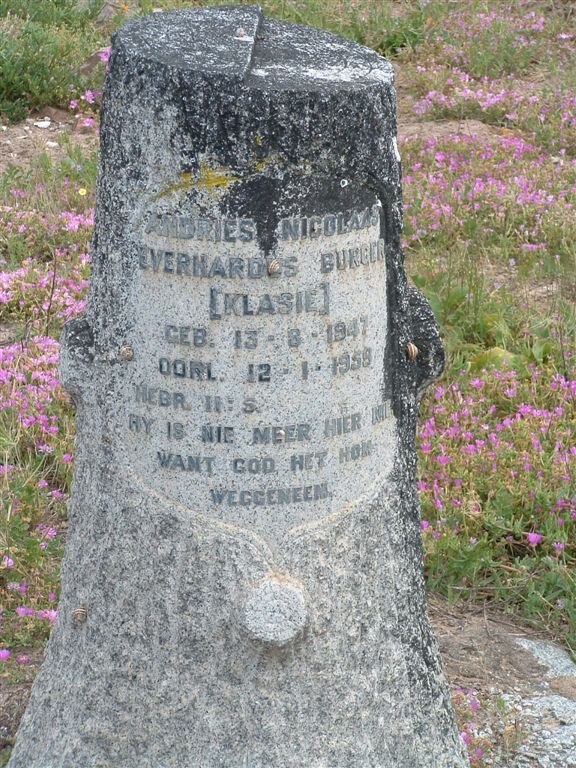 ANDRIES NICOLAAS
EVERHARDUS BURGER
[KLASIE]
GEB. 13 - 8 - 1947
OORL. 12 - 1 - 1958
HEBR. 11: 5.
HY IS NIE MEER HIER NIE
WANT GOD HET HOM
WEGGENEEM.